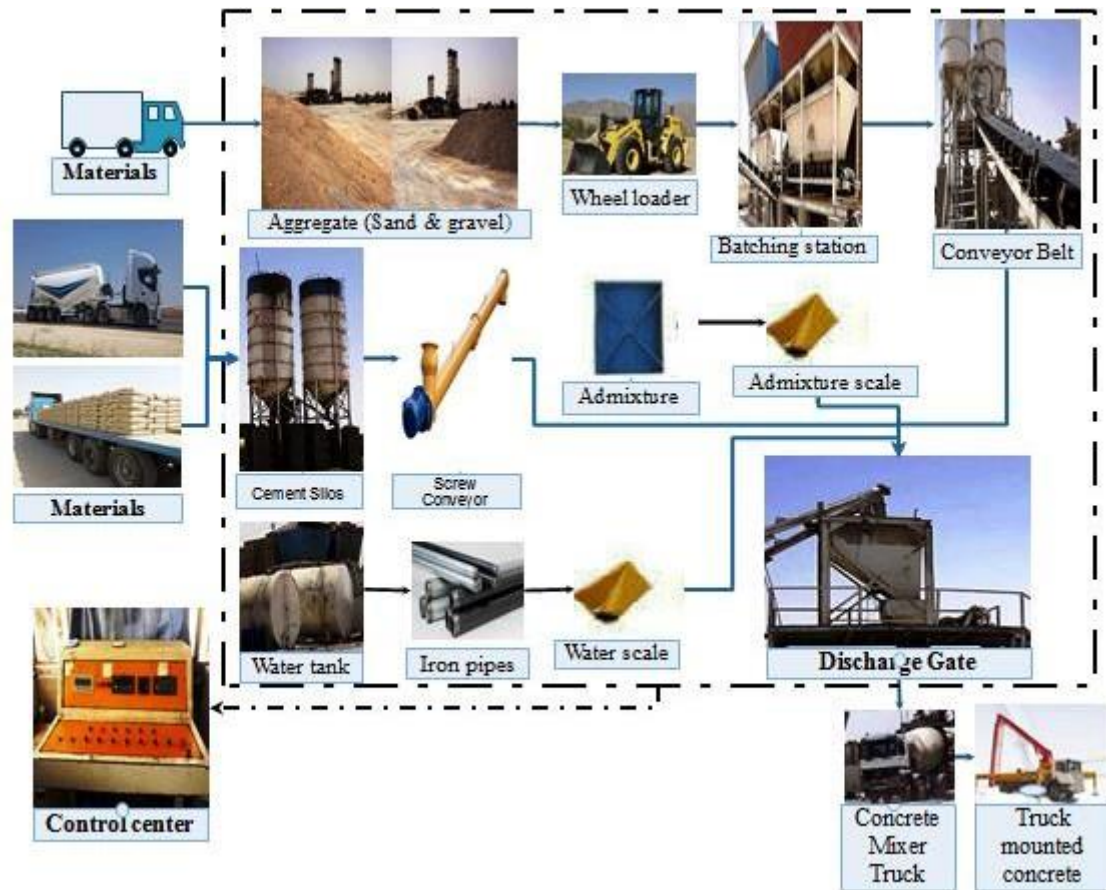 Materials
Aggregate (Sand & gravel)
Wheel loader
Batching station
Conveyor Belt
Admixture
Admixture scale
Materials
Cement Silos
Screw
Conveyor
Water tank
Iron pipes
Water scale
Discharge Gate
Control center
Concrete
Mixer
Truck
Truck
mounted
concrete